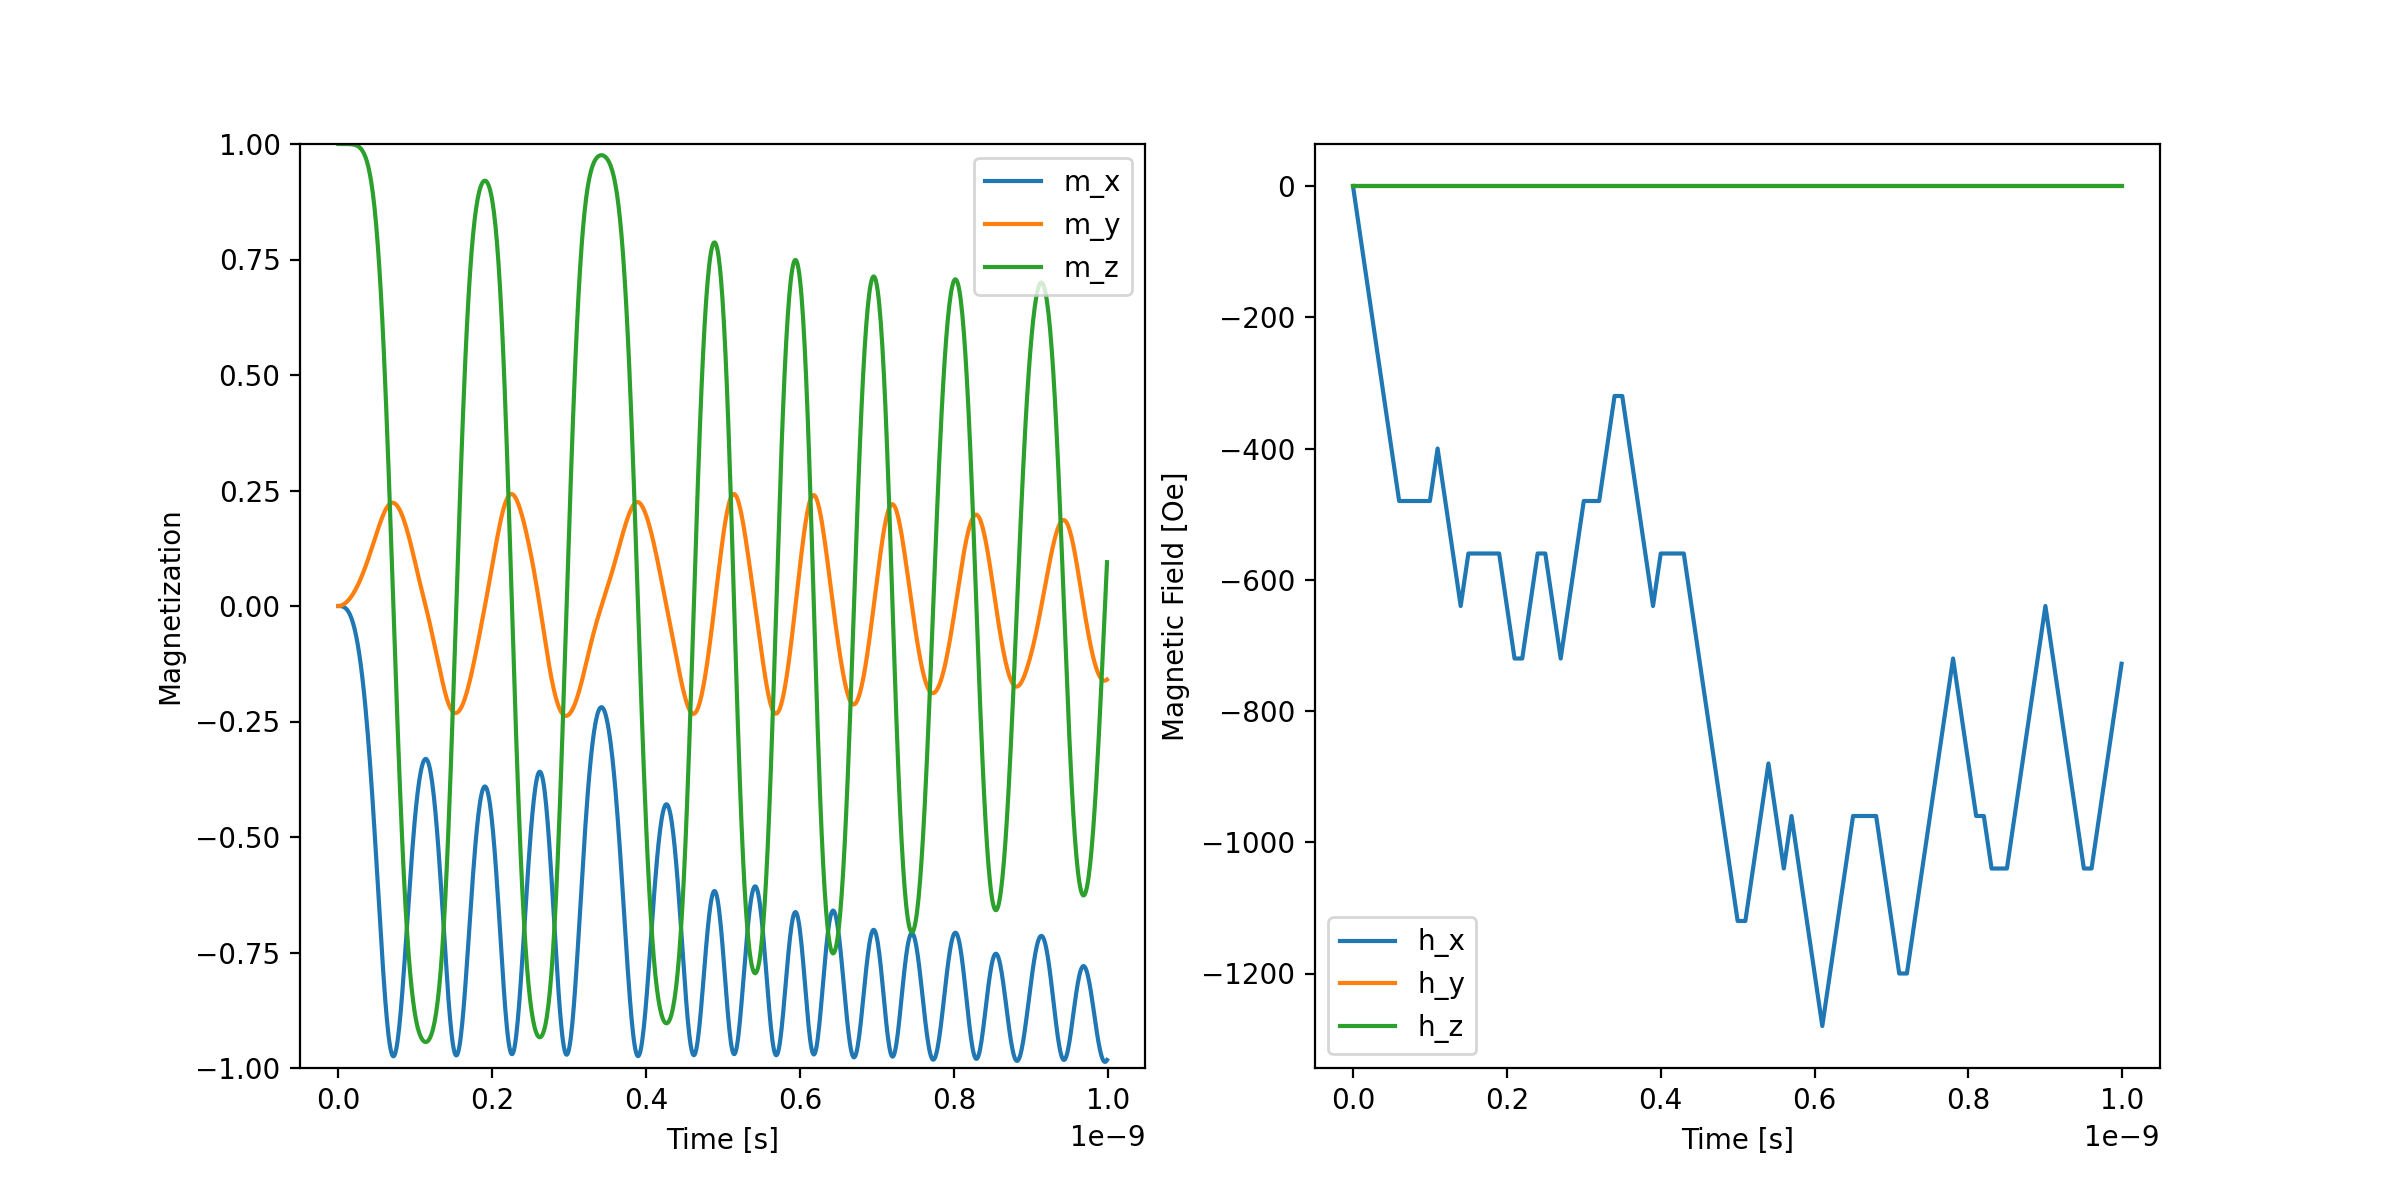 1.00
0.75
0.50
0.25
0.00
−0.25
−0.50
−0.75
−1.00
Magnetization
0.0 0.2 0.4 0.6 0.8 1.0
1e−9
Time [s]
m_x
m_y
m_z
0
−200
−400
−600
−800
−1000
−1200
Magnetic Field [Oe]
0.0 0.2 0.4 0.6 0.8 1.0
1e−9
Time [s]
h_x
h_y
h_z